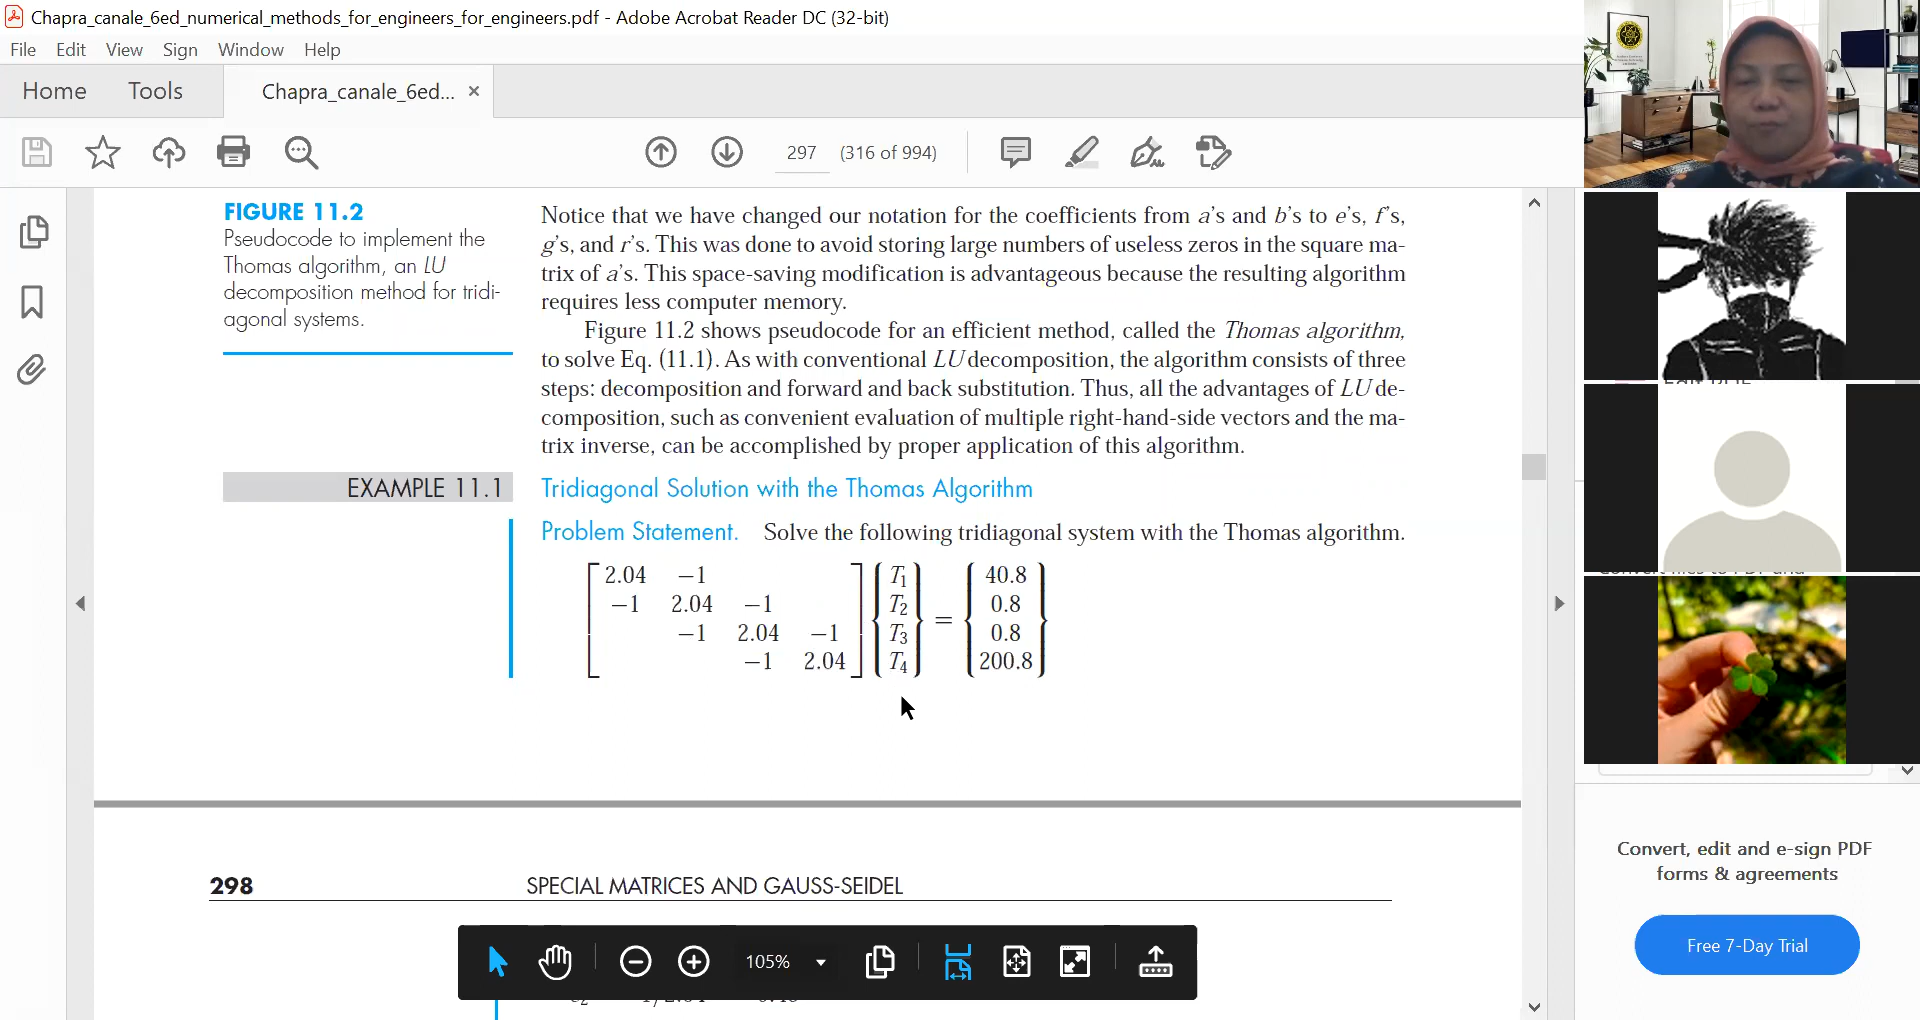 Chapra_canale_6ed_numerical_methods_for_engineers_for_engineers.pdf - Adobe Acrobat Reader DC (32-bit)
File Edit View Sign Window Help
Home Tools Chapra_canale_6ed... ×
297 (316 of 994)
FIGURE 11.2
Pseudocode to implement the
Thomas algorithm, an LU
decomposition method for tridi-
agonal systems.
Notice that we have changed our notation for the coefficients from a’s and b’s to e’s, f’s,
g’s, and r’s. This was done to avoid storing large numbers of useless zeros in the square ma-
trix of a’s. This space-saving modification is advantageous because the resulting algorithm
requires less computer memory.
Figure 11.2 shows pseudocode for an efficient method, called the Thomas algorithm,
to solve Eq. (11.1). As with conventional LU decomposition, the algorithm consists of three
steps: decomposition and forward and back substitution. Thus, all the advantages of LU de-
composition, such as convenient evaluation of multiple right-hand-side vectors and the ma-
trix inverse, can be accomplished by proper application of this algorithm.
EXAMPLE 11.1 Tridiagonal Solution with the Thomas Algorithm
Problem Statement. Solve the following tridiagonal system with the Thomas algorithm.
2.04 −1 T₁ 40.8
−1 2.04 −1 T₂ = 0.8
−1 2.04 −1 T₃ 0.8
−1 2.04 T₄ 200.8
298 SPECIAL MATRICES AND GAUSS-SEIDEL
105%
Convert, edit and e-sign PDF
forms & agreements
Free 7-Day Trial